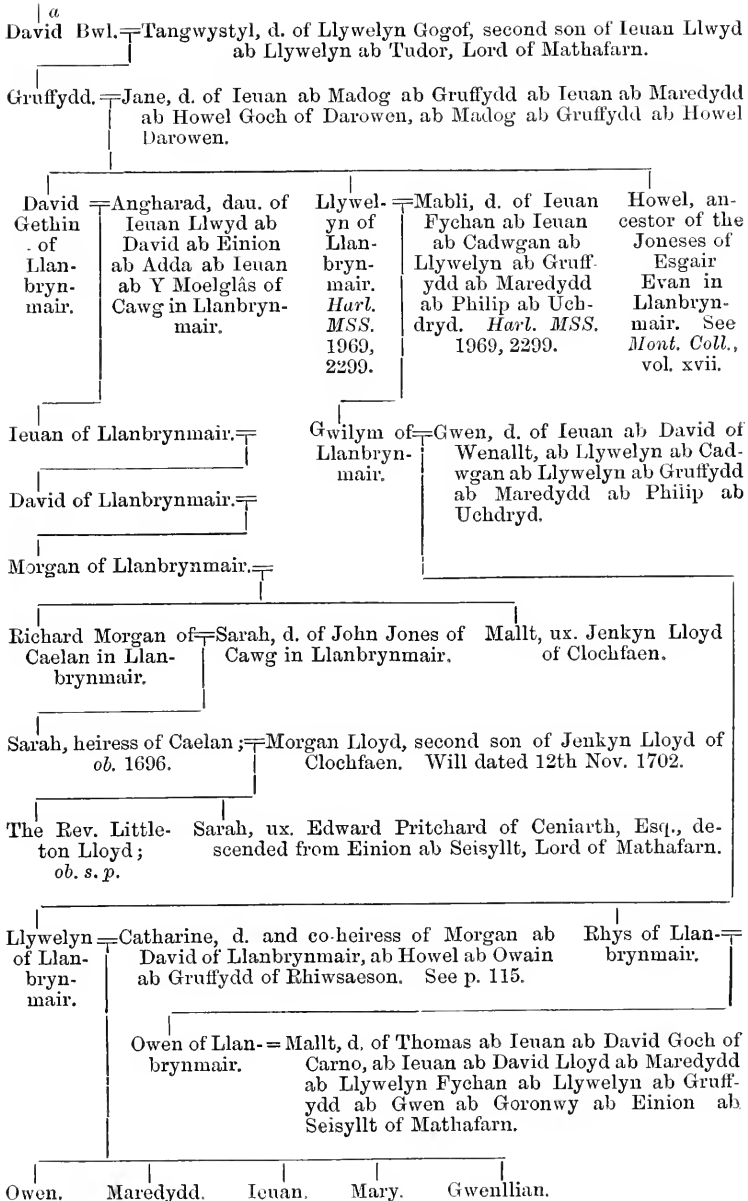 a
David Bwl.=Tangwystyl, d. of Llywelyn Gogof, second son of Ieuan Llwyd
ab Llywelyn ab Tudor, Lord of Mathafarn.
Gruffydd.=Jane, d. of Ieuan ab Madog ab Gruffydd ab Ieuan ab Maredydd
ab Howel Goch of Darowen, ab Madog ab Gruffydd ab Howel
Darowen.
David
Gethin
of
Llan-
bryn-
mair.
=Angharad, dau. of
Ieuan Llwyd ab
David ab Einion
ab Adda ab Ieuan
ab Y Moelglâs of
Cawg in Llanbryn-
mair.
Llywel-
yn of
Llan-
bryn-
mair.
Harl.
MSS.
1969,
2299.
=Mabli, d. of Ieuan
Fychan ab Ieuan
ab Cadwgan ab
Llywelyn ab Gruff-
ydd ab Maredydd
ab Philip ab Uch-
dryd. Harl. MSS.
1969, 2299.
Howel, an-
cestor of the
Joneses of
Esgair
Evan in
Llanbryn-
mair. See
Mont. Coll.,
vol. xvii.
Ieuan of Llanbrynmair.=
David of Llanbrynmair.=
Morgan of Llanbrynmair.=
Gwilym of
Llanbryn-
mair.
=Gwen, d. of Ieuan ab David of
Wenallt, ab Llywelyn ab Cad-
wgan ab Llywelyn ab Gruffydd
ab Maredydd ab Philip ab
Uchdryd.
Richard Morgan of
Caelan in Llan-
brynmair.
=Sarah, d. of John Jones of
Cawg in Llanbrynmair.
Mallt, ux. Jenkyn Lloyd
of Clochfaen.
Sarah, heiress of Caelan;
ob. 1696.
=Morgan Lloyd, second son of Jenkyn Lloyd of
Clochfaen. Will dated 12th Nov. 1702.
The Rev. Little-
ton Lloyd;
ob. s. p.
Sarah, ux. Edward Pritchard of Ceniarth, Esq., de-
scended from Einion ab Seisyllt, Lord of Mathafarn.
Llywelyn
of Llan-
bryn-
mair.
=Catharine, d. and co-heiress of Morgan ab
David of Llanbrynmair, ab Howel ab Owain
ab Gruffydd of Rhiwsaeson. See p. 115.
Rhys of Llan-=
brynmair.
Owen of Llan-
brynmair.
=Mallt, d. of Thomas ab Ieuan ab David Goch of
Carno, ab Ieuan ab David Lloyd ab Maredydd
ab Llywelyn Fychan ab Llywelyn ab Gruff-
ydd ab Gwen ab Goronwy ab Einion ab
Seisyllt of Mathafarn.
Owen. Maredydd. Ieuan. Mary. Gwenllian.